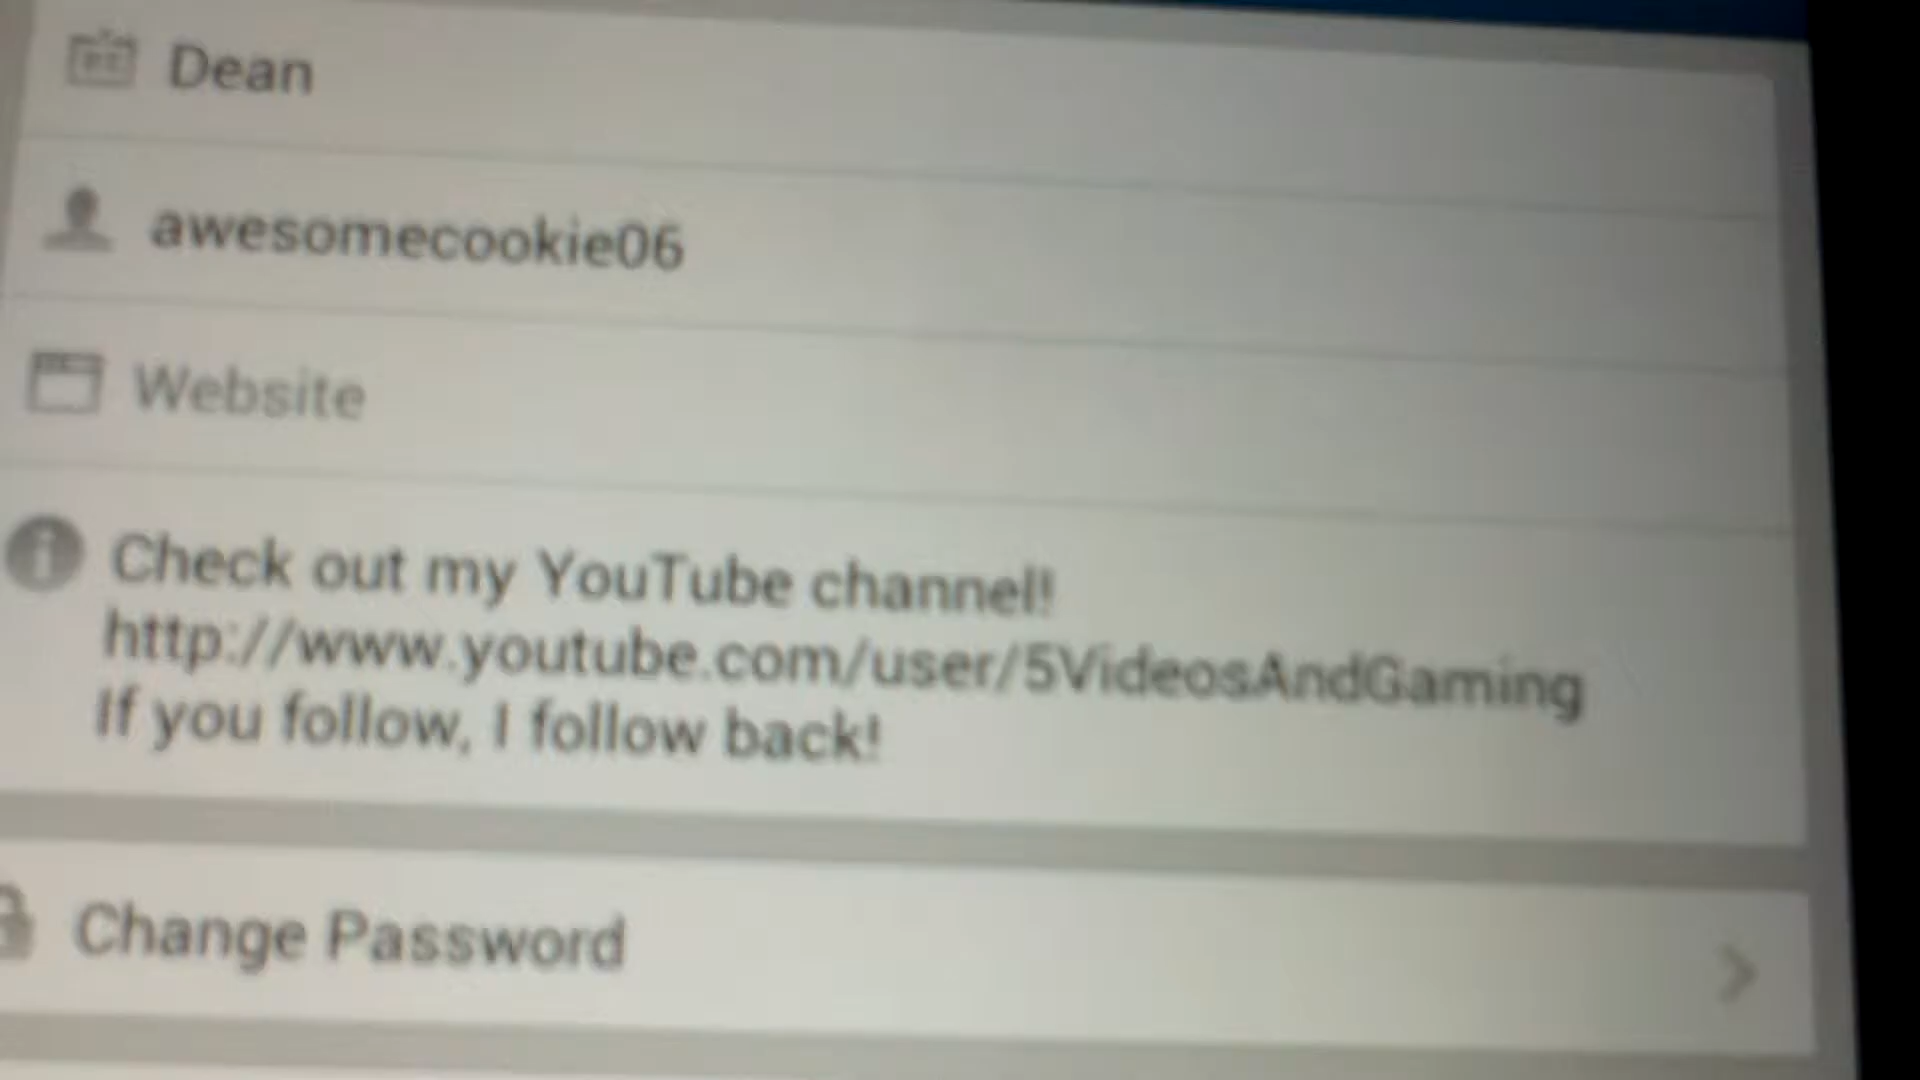 Dean
awesomecookie06
Website
Check out my YouTube channel!
http://www.youtube.com/user/5VideosAndGaming
If you follow, I follow back!
Change Password